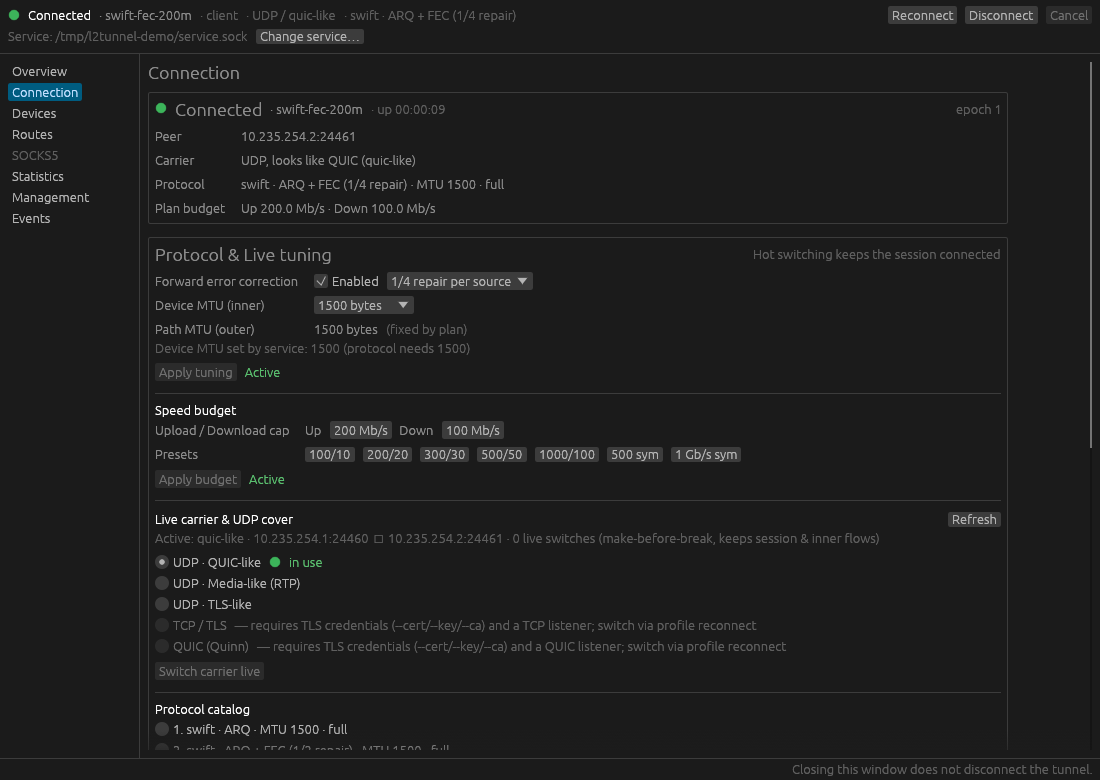 Connected · swift-fec-200m · client · UDP / quic-like · swift · ARQ + FEC (1/4 repair) Reconnect Disconnect Cancel
Service: /tmp/l2tunnel-demo/service.sock Change service...
Overview
Connection
Devices
Routes
SOCKS5
Statistics
Management
Events
Connection
Connected · swift-fec-200m · up 00:00:09 epoch 1
Peer 10.235.254.2:24461
Carrier UDP, looks like QUIC (quic-like)
Protocol swift · ARQ + FEC (1/4 repair) · MTU 1500 · full
Plan budget Up 200.0 Mb/s · Down 100.0 Mb/s
Protocol & Live tuning Hot switching keeps the session connected
Forward error correction Enabled 1/4 repair per source
Device MTU (inner) 1500 bytes
Path MTU (outer) 1500 bytes (fixed by plan)
Device MTU set by service: 1500 (protocol needs 1500)
Apply tuning Active
Speed budget
Upload / Download cap Up 200 Mb/s Down 100 Mb/s
Presets 100/10 200/20 300/30 500/50 1000/100 500 sym 1 Gb/s sym
Apply budget Active
Live carrier & UDP cover Refresh
Active: quic-like · 10.235.254.1:24460 □ 10.235.254.2:24461 · 0 live switches (make-before-break, keeps session & inner flows)
UDP · QUIC-like in use
UDP · Media-like (RTP)
UDP · TLS-like
TCP / TLS — requires TLS credentials (--cert/--key/--ca) and a TCP listener; switch via profile reconnect
QUIC (Quinn) — requires TLS credentials (--cert/--key/--ca) and a QUIC listener; switch via profile reconnect
Switch carrier live
Protocol catalog
1. swift · ARQ · MTU 1500 · full
2. swift · ARQ + FEC (1/2 repair) · MTU 1500 · full
Closing this window does not disconnect the tunnel.